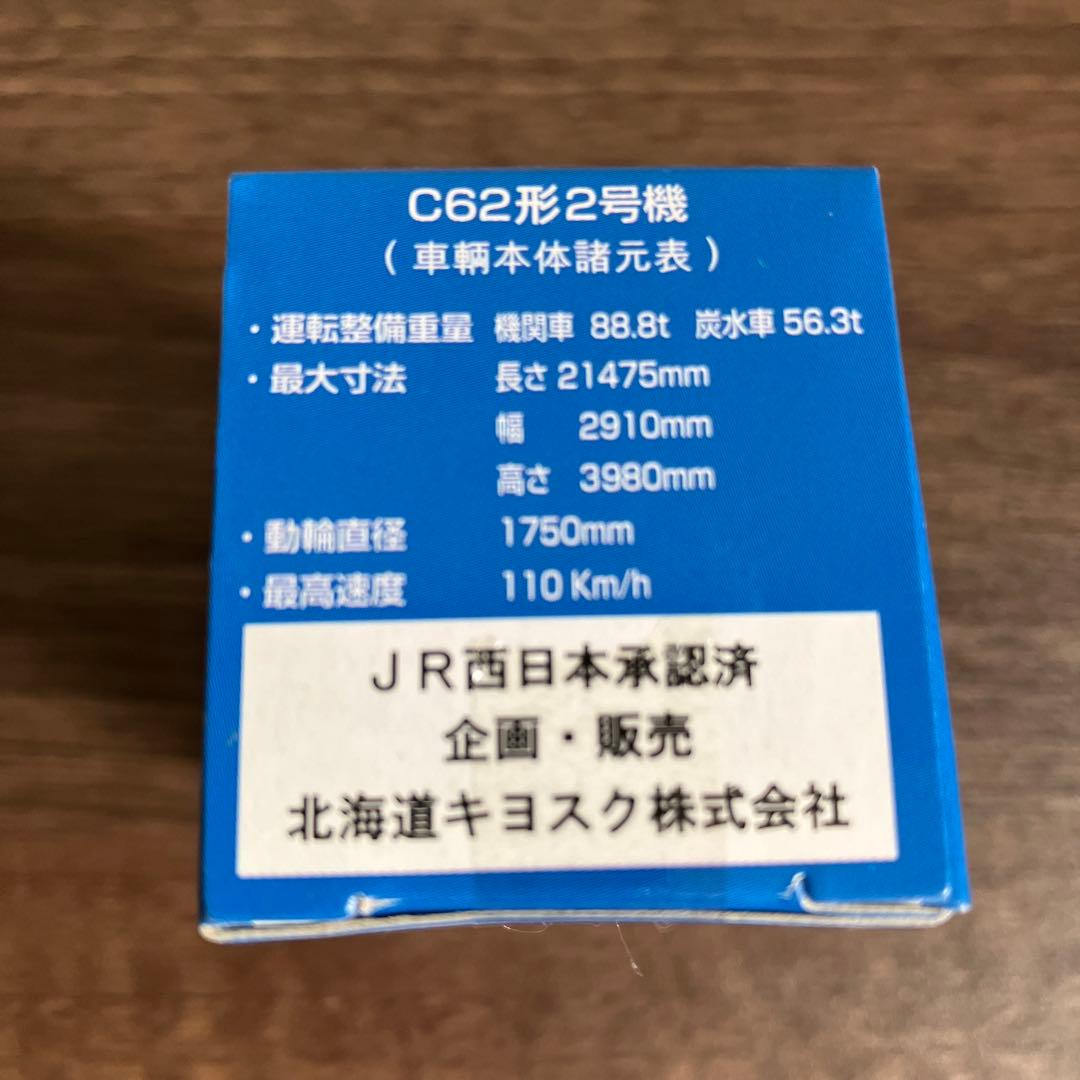 C62形2号機
(車輌本体諸元表)
・運転整備重量 機関車 88.8t 炭水車 56.3t
・最大寸法 長さ 21475mm
幅 2910mm
高さ 3980mm
・動輪直径 1750mm
・最高速度 110 Km/h
JR西日本承認済
企画・販売
北海道キヨスク株式会社